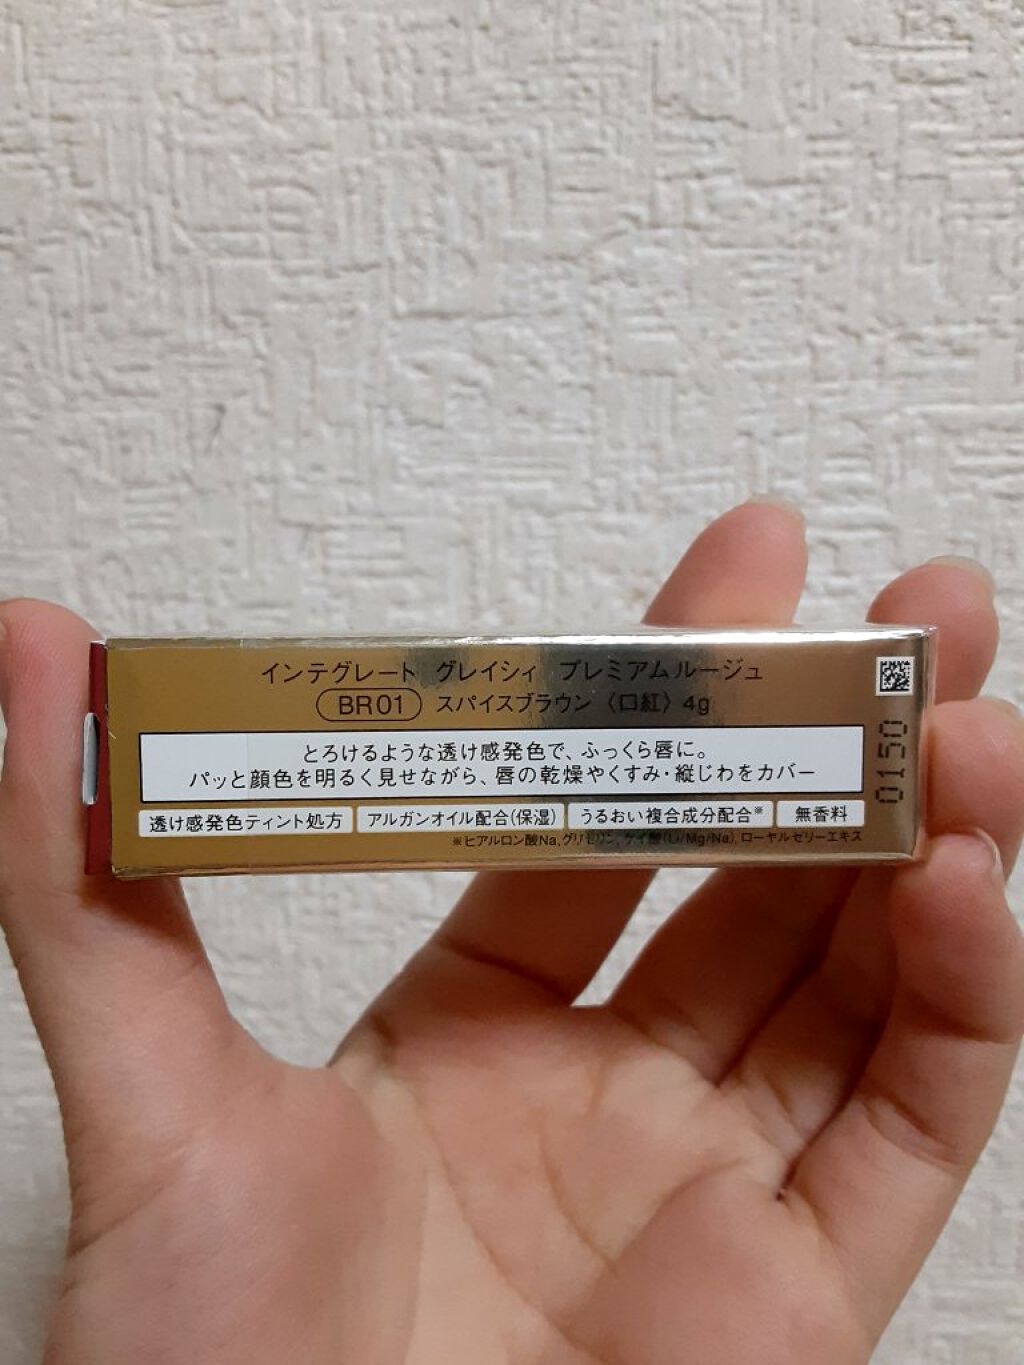 インテグレート グレイシィ プレミアムルージュ
BR01 スパイスブラウン〈口紅〉4g
とろけるような透け感発色で、ふっくら唇に。
パッと顔色を明るく見せながら、唇の乾燥やくすみ・縦じわをカバー
透け感発色ティント処方 アルガンオイル配合(保湿) うるおい複合成分配合※ 無香料
※ヒアルロン酸Na,グリセリン,ケイ酸(Li/Mg/Na),ローヤルゼリーエキス
0150